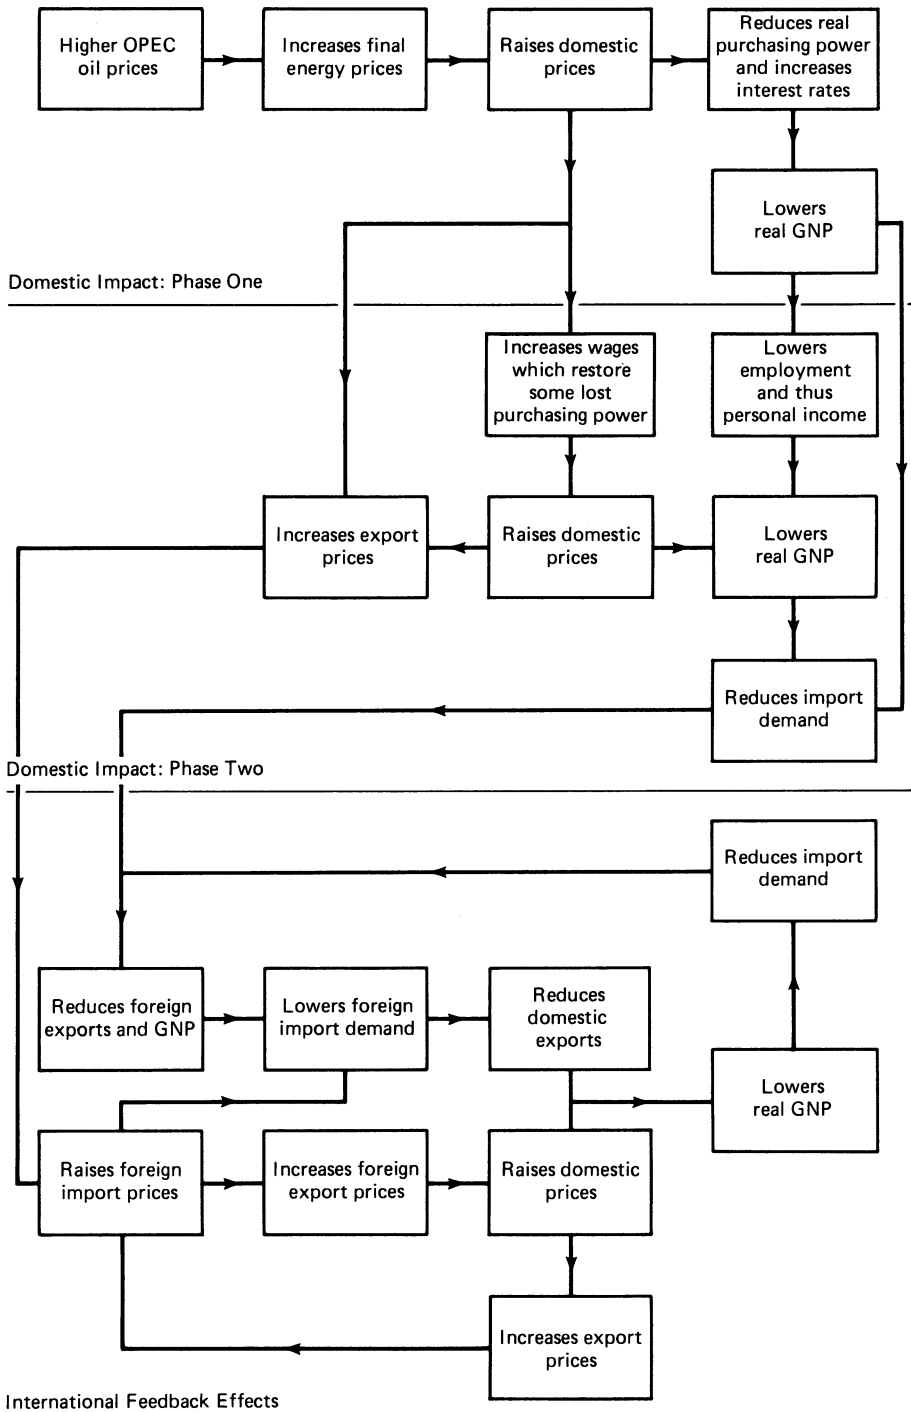 Higher OPEC
oil prices
Increases final
energy prices
Raises domestic
prices
Reduces real
purchasing power
and increases
interest rates
Lowers
real GNP
Domestic Impact: Phase One
Increases wages
which restore
some lost
purchasing power
Lowers
employment
and thus
personal income
Increases export
prices
Raises domestic
prices
Lowers
real GNP
Reduces import
demand
Domestic Impact: Phase Two
Reduces import
demand
Reduces foreign
exports and GNP
Lowers foreign
import demand
Reduces
domestic
exports
Lowers
real GNP
Raises foreign
import prices
Increases foreign
export prices
Raises domestic
prices
Increases export
prices
International Feedback Effects